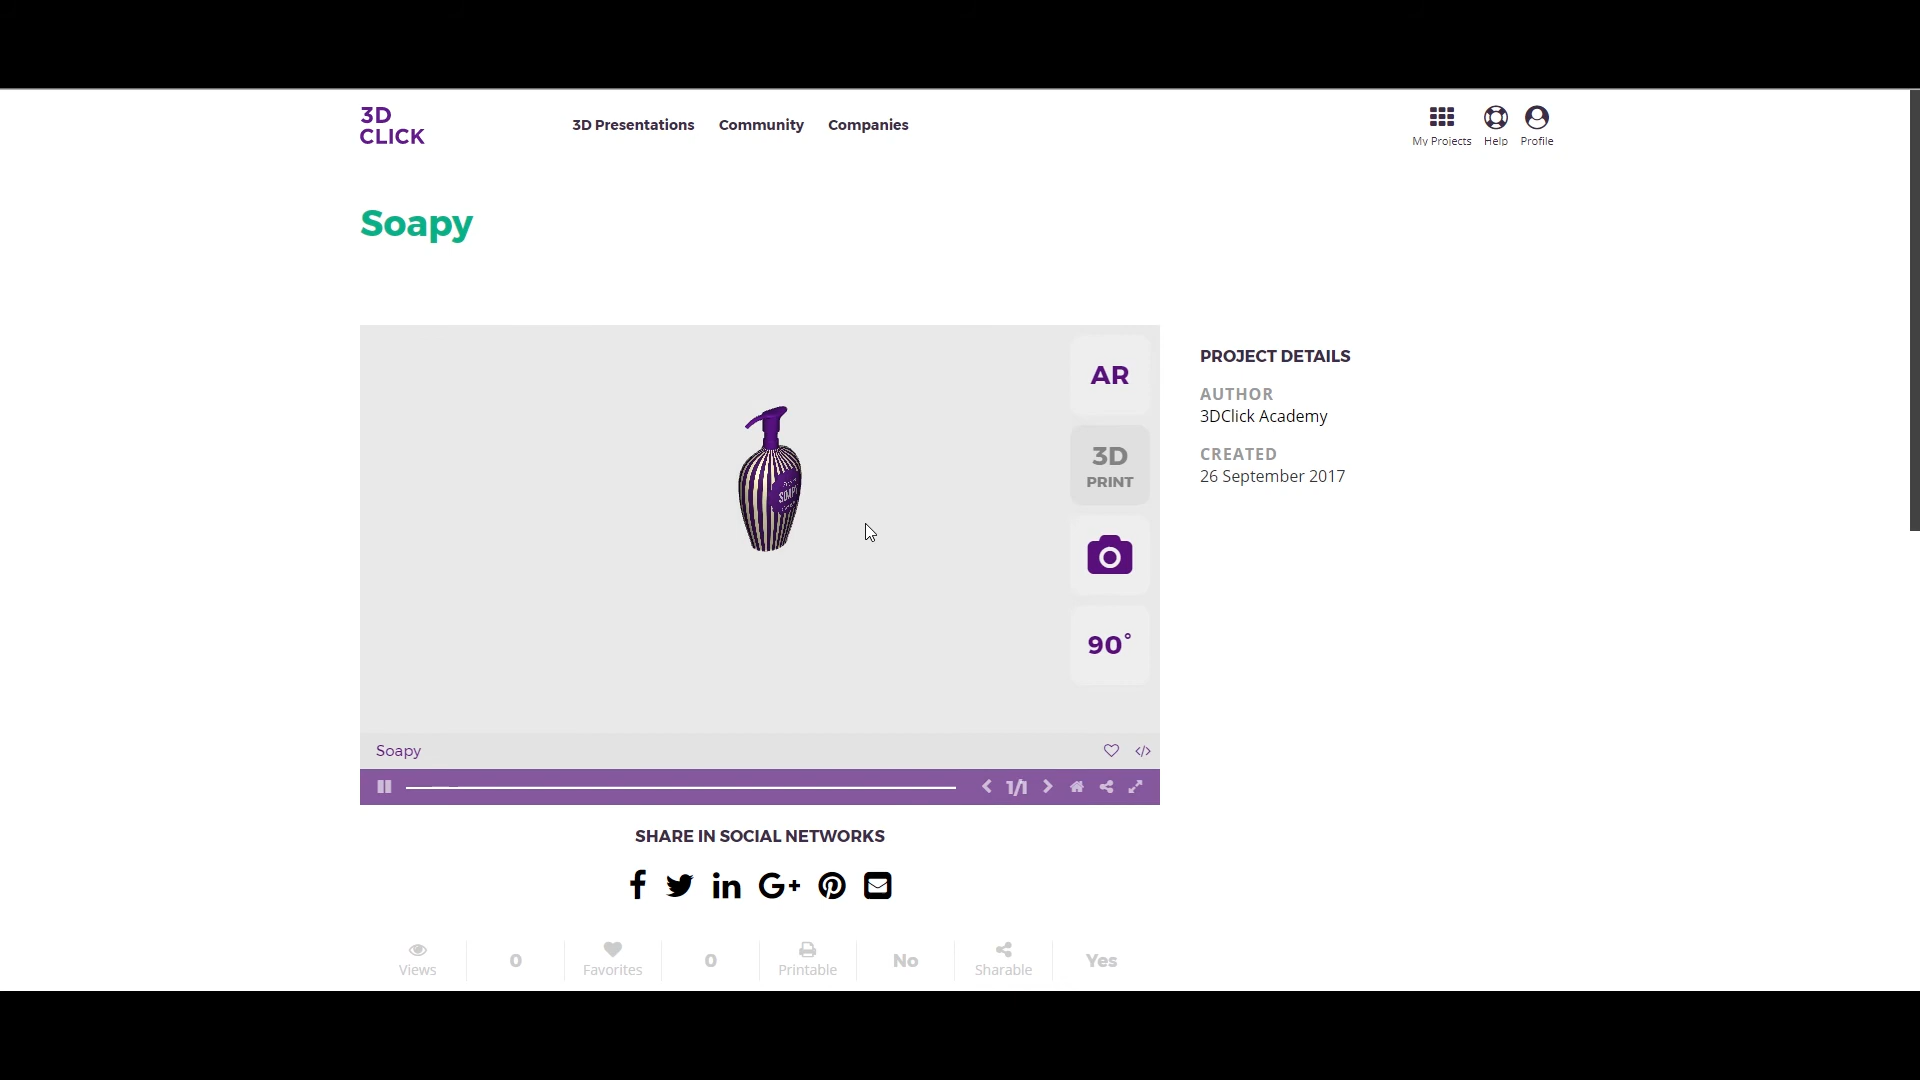 3D
CLICK
3D Presentations
Community
Companies
My Projects
Help
Profile
Soapy
AR
3D
PRINT
90°
SOAPY
Soapy
1/1
PROJECT DETAILS
AUTHOR
3DClick Academy
CREATED
26 September 2017
SHARE IN SOCIAL NETWORKS
Views
0
Favorites
0
Printable
No
Sharable
Yes